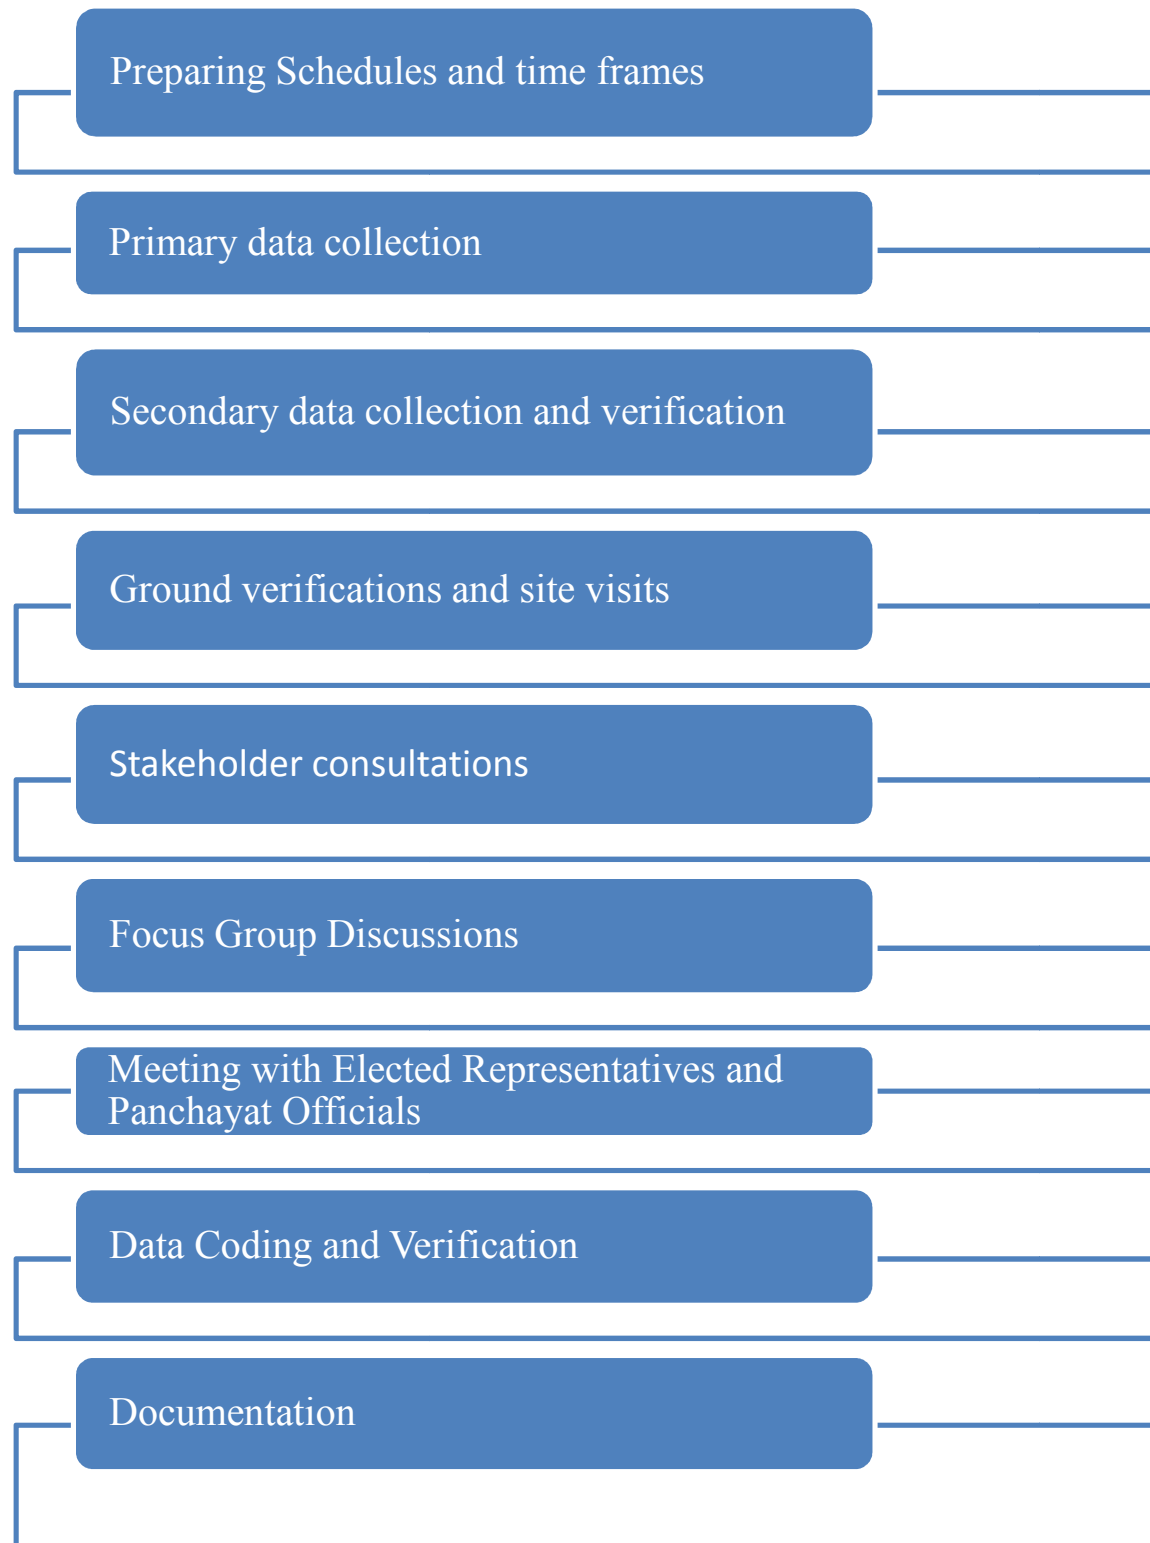 Preparing Schedules and time frames
Primary data collection
Secondary data collection and verification
Ground verifications and site visits
Stakeholder consultations
Focus Group Discussions
Meeting with Elected Representatives and
Panchayat Officials
Data Coding and Verification
Documentation